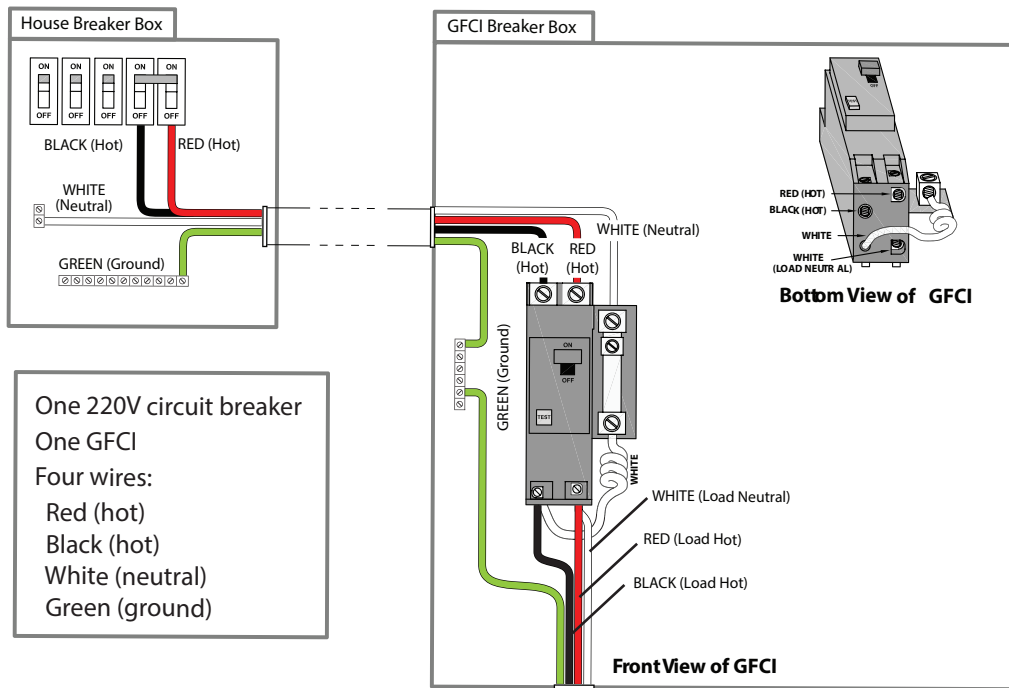 House Breaker Box
ON ON ON ON ON
OFF OFF OFF OFF OFF
BLACK (Hot)
RED (Hot)
WHITE
(Neutral)
GREEN (Ground)
One 220V circuit breaker
One GFCI
Four wires:
Red (hot)
Black (hot)
White (neutral)
Green (ground)
GFCI Breaker Box
WHITE (Neutral)
BLACK
(Hot)
RED
(Hot)
GREEN (Ground)
ON
OFF
TEST
WHITE
WHITE (Load Neutral)
RED (Load Hot)
BLACK (Load Hot)
Front View of GFCI
OFF
TEST
RED (HOT)
BLACK (HOT)
WHITE
WHITE
(LOAD NEUTRAL)
Bottom View of GFCI